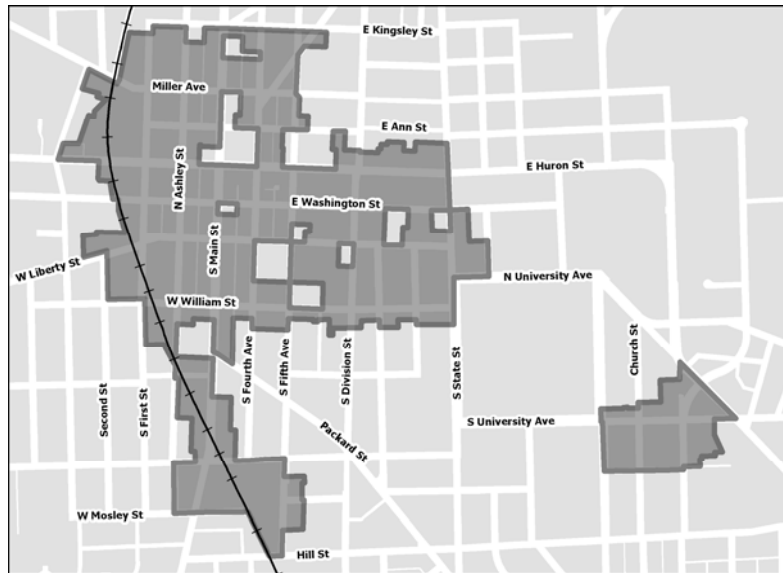 E Kingsley St
Miller Ave
E Ann St
E Huron St
N Ashley St
E Washington St
S Main St
W Liberty St
N University Ave
W William St
Church St
S Fourth Ave
S Fifth Ave
S Division St
S State St
Second St
S First St
S University Ave
Packard St
W Mosley St
Hill St